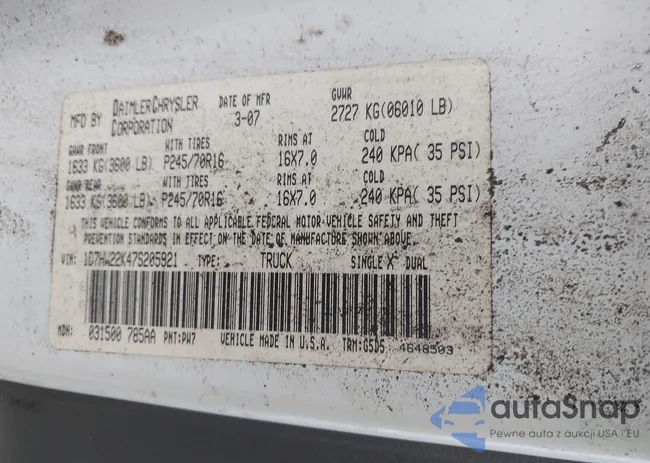 MFD BY DAIMLERCHRYSLER CORPORATION DATE OF MFR 3-07 GVWR 2727 KG(06010 LB)
GAWR FRONT WITH TIRES RIMS AT COLD
1633 KG(3600 LB) P245/70R16 16X7.0 240 KPA( 35 PSI)
GAWR REAR WITH TIRES RIMS AT COLD
1633 KG(3600 LB) P245/70R16 16X7.0 240 KPA( 35 PSI)
THIS VEHICLE CONFORMS TO ALL APPLICABLE FEDERAL MOTOR VEHICLE SAFETY AND THEFT
PREVENTION STANDARDS IN EFFECT ON THE DATE OF MANUFACTURE SHOWN ABOVE.
VIN: 1D7HW22K47S205921 TYPE: TRUCK SINGLE X DUAL
MDH: 031500 785AA PNT:PW7 VEHICLE MADE IN U.S.A. TRM:G5D5 4648503
autoSnap
Pewne auta z aukcji USA i EU